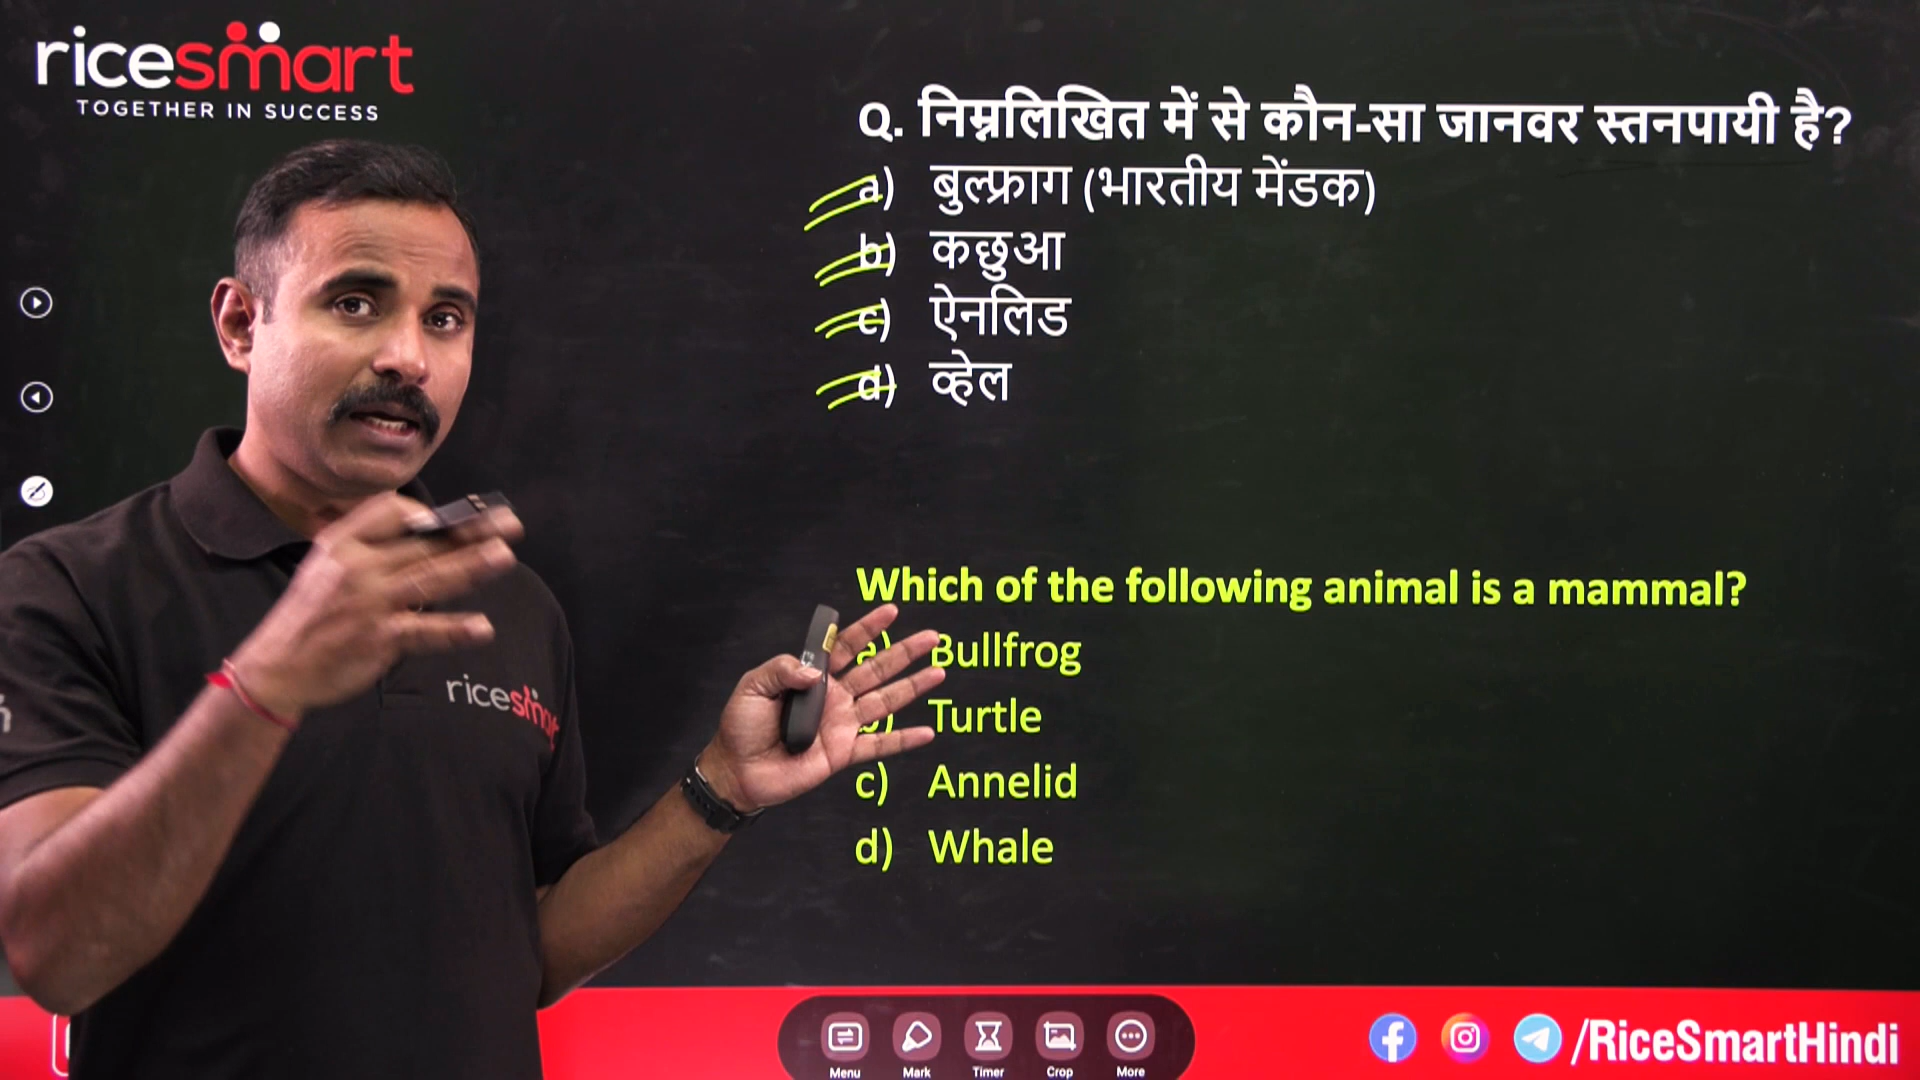 ricesmart
TOGETHER IN SUCCESS
Q. निम्नलिखित में से कौन-सा जानवर स्तनपायी है?
a) बुल्फ्राग (भारतीय मेंडक)
b) कछुआ
c) ऐनलिड
d) व्हेल
Which of the following animal is a mammal?
a) Bullfrog
b) Turtle
c) Annelid
d) Whale
ricesmart
Menu Mark Timer Crop More
/RiceSmartHindi